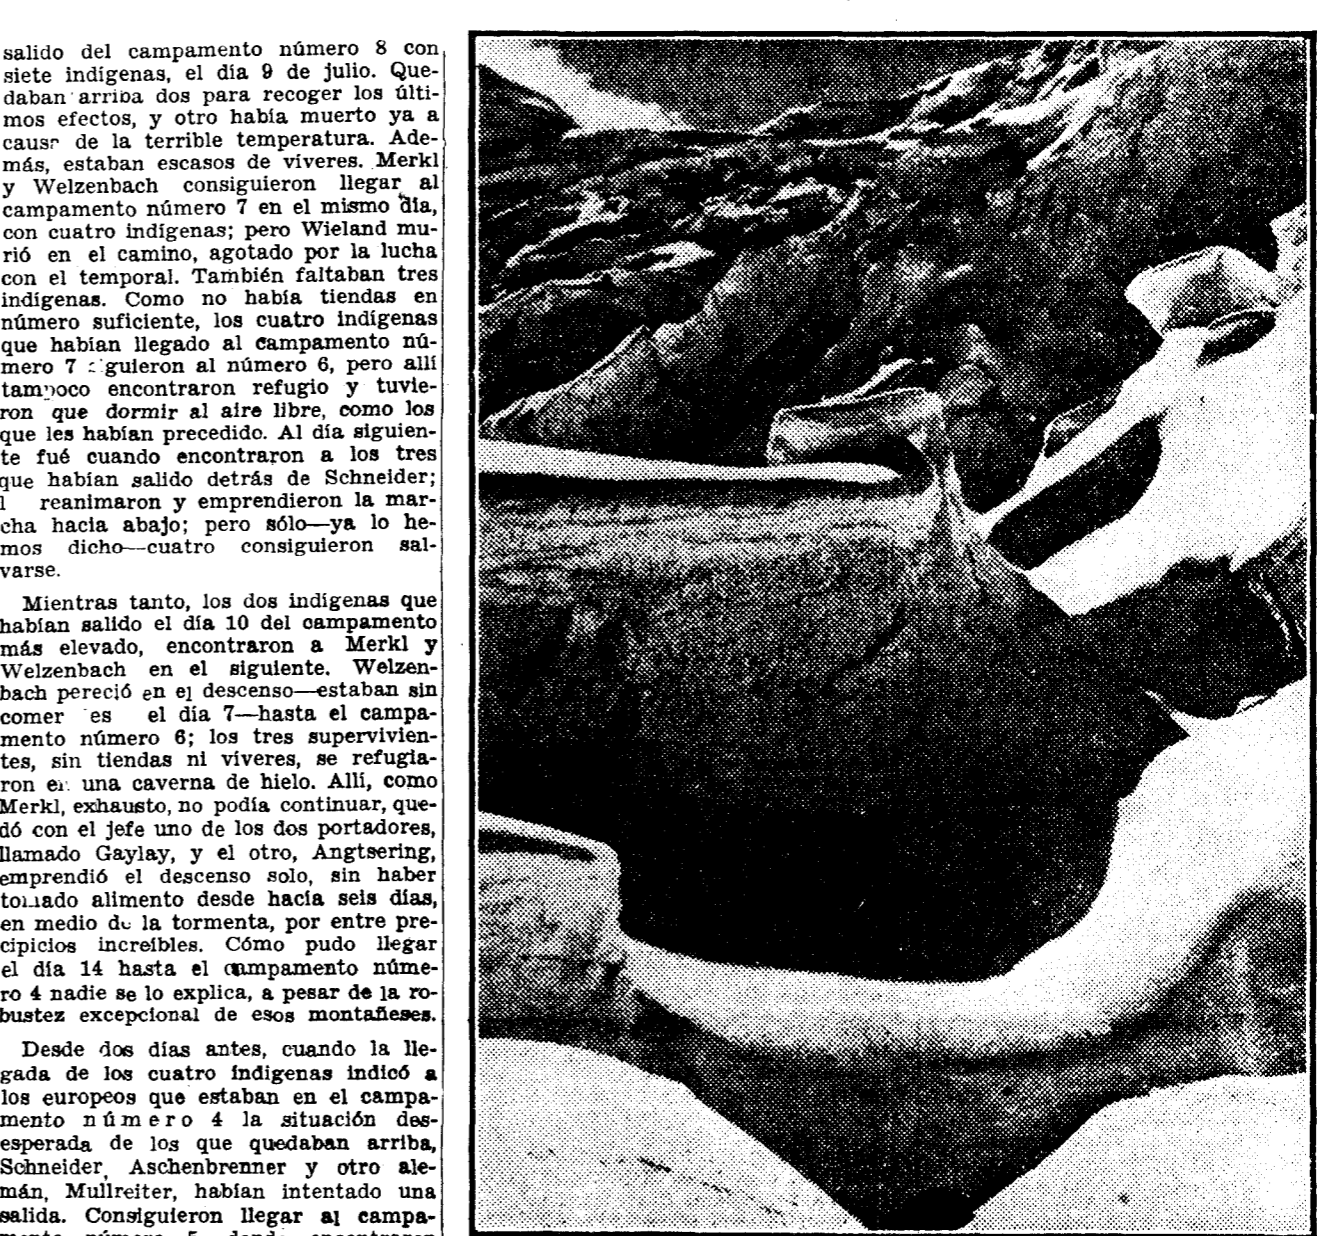 salido del campamento número 8 con
siete indígenas, el día 9 de julio. Que-
daban arriba dos para recoger los últi-
mos efectos, y otro había muerto ya a
causa de la terrible temperatura. Ade-
más, estaban escasos de víveres. Merkl
y Welzenbach consiguieron llegar al
campamento número 7 en el mismo día,
con cuatro indígenas; pero Wieland mu-
rió en el camino, agotado por la lucha
con el temporal. También faltaban tres
indígenas. Como no había tiendas en
número suficiente, los cuatro indígenas
que habían llegado al campamento nú-
mero 7 siguieron al número 6, pero allí
tampoco encontraron refugio y tuvie-
ron que dormir al aire libre, como los
que les habían precedido. Al día siguien-
te fué cuando encontraron a los tres
que habían salido detrás de Schneider;
l reanimaron y emprendieron la mar-
cha hacia abajo; pero sólo—ya lo he-
mos dicho—cuatro consiguieron sal-
varse.
Mientras tanto, los dos indígenas que
habían salido el día 10 del campamento
más elevado, encontraron a Merkl y
Welzenbach en el siguiente. Welzen-
bach pereció en el descenso—estaban sin
comer es el día 7—hasta el campa-
mento número 6; los tres supervivien-
tes, sin tiendas ni víveres, se refugia-
ron en una caverna de hielo. Allí, como
Merkl, exhausto, no podía continuar, que-
dó con el jefe uno de los dos portadores,
llamado Gaylay, y el otro, Angtsering,
emprendió el descenso solo, sin haber
tomado alimento desde hacía seis días,
en medio de la tormenta, por entre pre-
cipicios increíbles. Cómo pudo llegar
el día 14 hasta el campamento núme-
ro 4 nadie se lo explica, a pesar de la ro-
bustez excepcional de esos montañeses.
Desde dos días antes, cuando la lle-
gada de los cuatro indígenas indicó a
los europeos que estaban en el campa-
mento número 4 la situación des-
esperada de los que quedaban arriba,
Schneider, Aschenbrenner y otro ale-
mán, Mullreiter, habían intentado una
salida. Consiguieron llegar al campa-